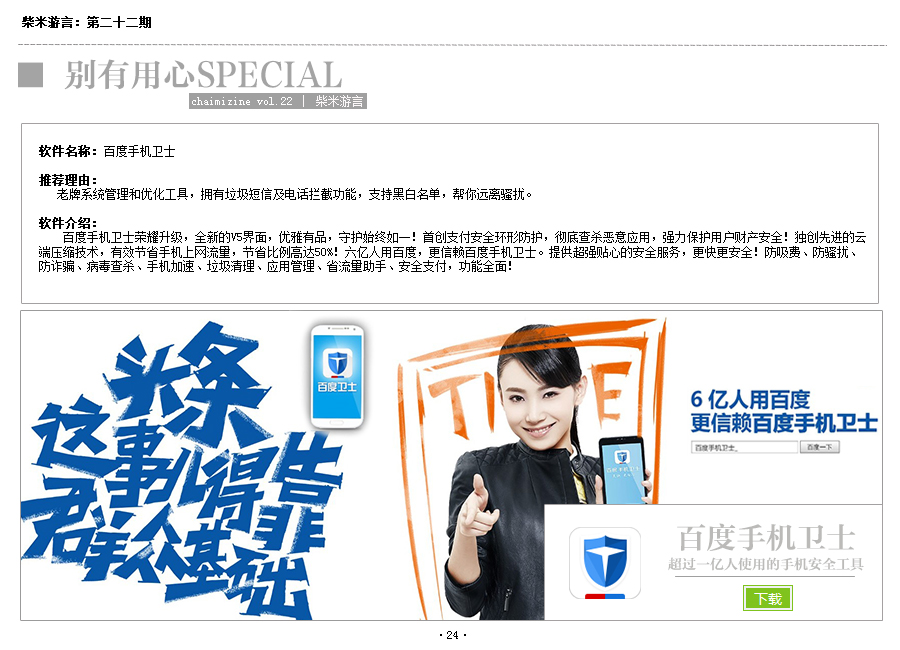 柴米游言：第二十二期
别有用心SPECIAL
chaimizine vol.22 | 柴米游言
软件名称：百度手机卫士
推荐理由：
老牌系统管理和优化工具，拥有垃圾短信及电话拦截功能，支持黑白名单，帮你远离骚扰。
软件介绍：
百度手机卫士荣耀升级，全新的V5界面，优雅有品，守护始终如一！首创支付安全环形防护，彻底查杀恶意应用，强力保护用户财产安全！独创先进的云
端压缩技术，有效节省手机上网流量，节省比例高达50%！六亿人用百度，更信赖百度手机卫士。提供超强贴心的安全服务，更快更安全！防吸费、防骚扰、
防诈骗、病毒查杀、手机加速、垃圾清理、应用管理、省流量助手、安全支付，功能全面！
头条
这事儿得告
君群众基础
非
百度卫士
TIME
6 亿人用百度
更信赖百度手机卫士
百度手机卫士_
百度一下
百度手机卫士
超过一亿人使用的手机安全工具
下载
·24·